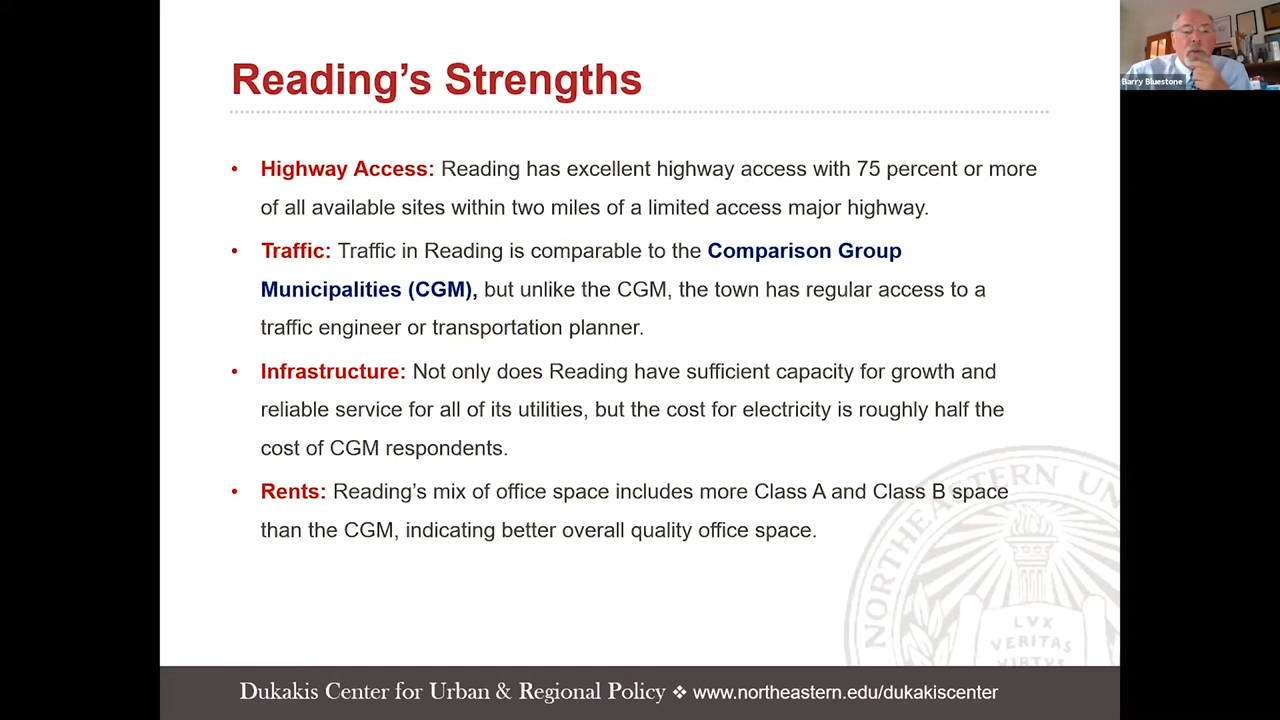 Reading’s Strengths
Barry Bluestone
• Highway Access: Reading has excellent highway access with 75 percent or more
of all available sites within two miles of a limited access major highway.
• Traffic: Traffic in Reading is comparable to the Comparison Group
Municipalities (CGM), but unlike the CGM, the town has regular access to a
traffic engineer or transportation planner.
• Infrastructure: Not only does Reading have sufficient capacity for growth and
reliable service for all of its utilities, but the cost for electricity is roughly half the
cost of CGM respondents.
• Rents: Reading’s mix of office space includes more Class A and Class B space
than the CGM, indicating better overall quality office space.
NORTHEASTERN UN
LVX
VERITAS
VIRTVS
Dukakis Center for Urban & Regional Policy ❖ www.northeastern.edu/dukakiscenter